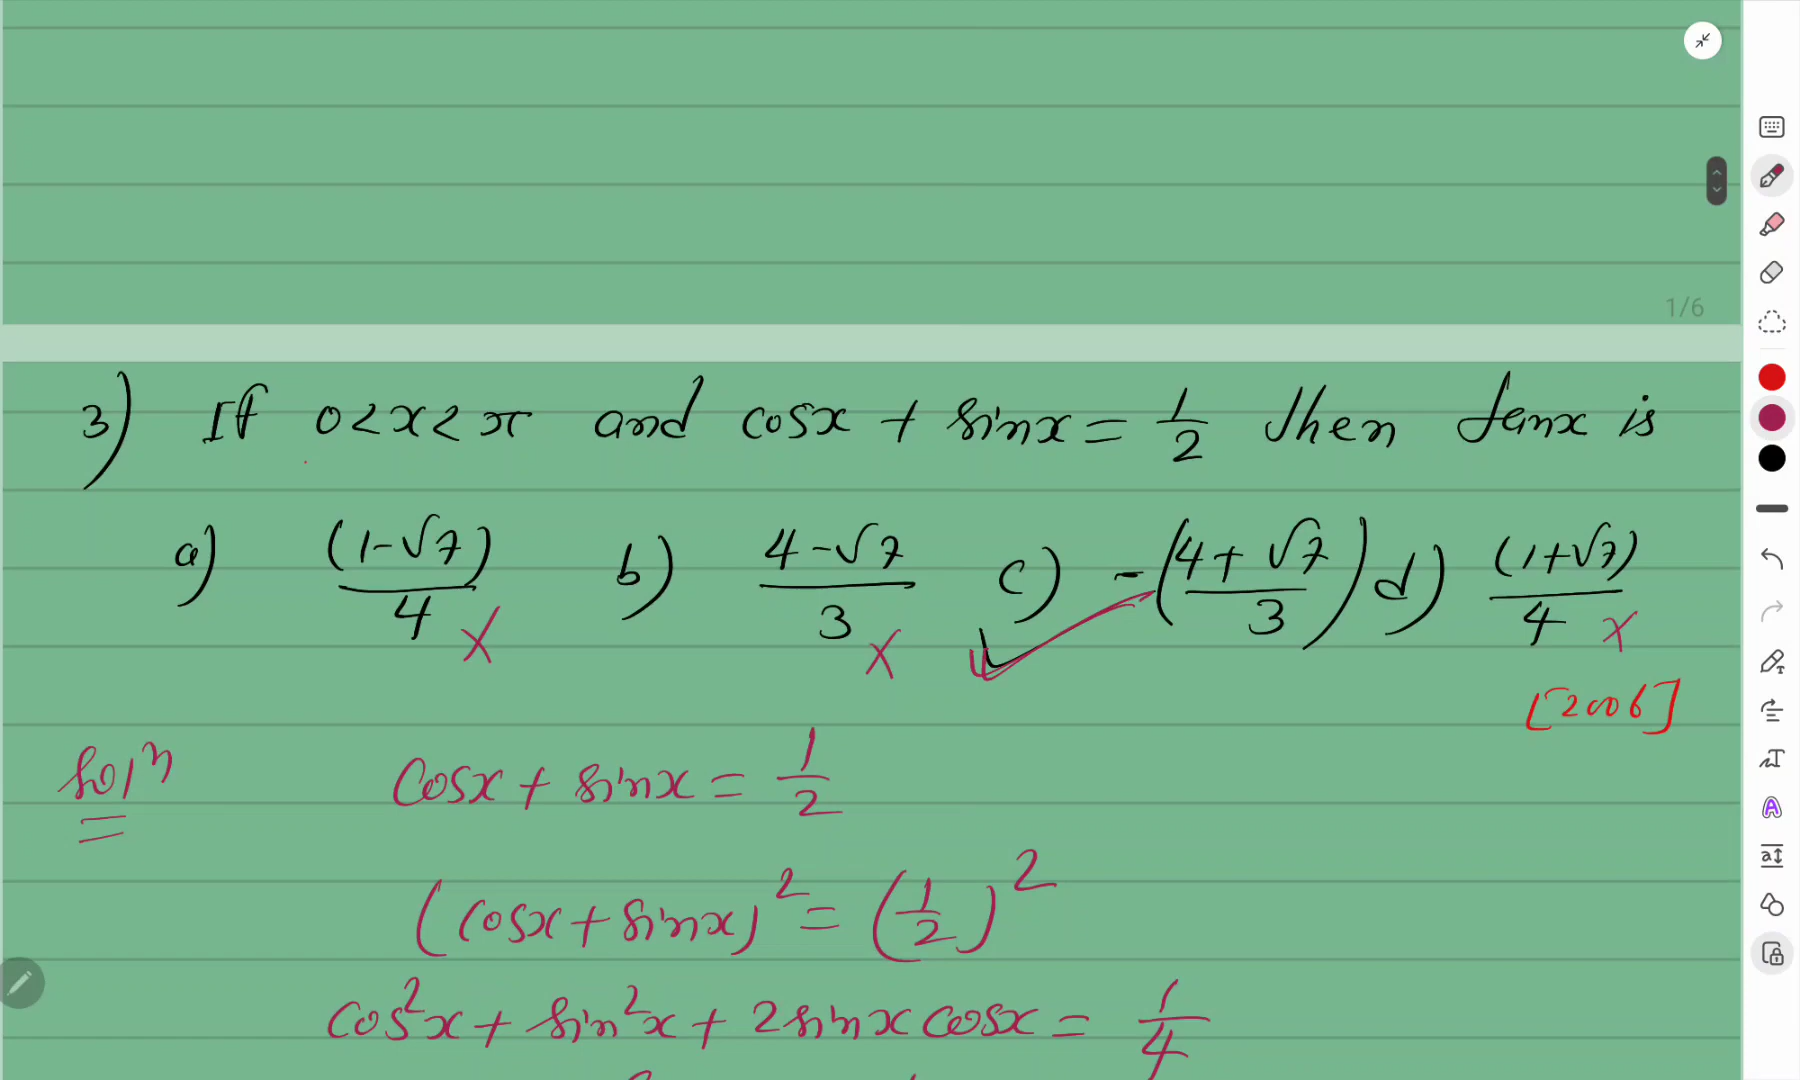 1/6
3) If 0<x<π and cosx + sinx = 1/2 then tanx is
a) (1-√7)/4 X b) 4-√7/3 X c) -(4+√7/3) d) (1+√7)/4 X
[2006]
Solⁿ cosx + sinx = 1/2
(cosx + sinx)² = (1/2)²
cos²x + sin²x + 2sinx cosx = 1/4